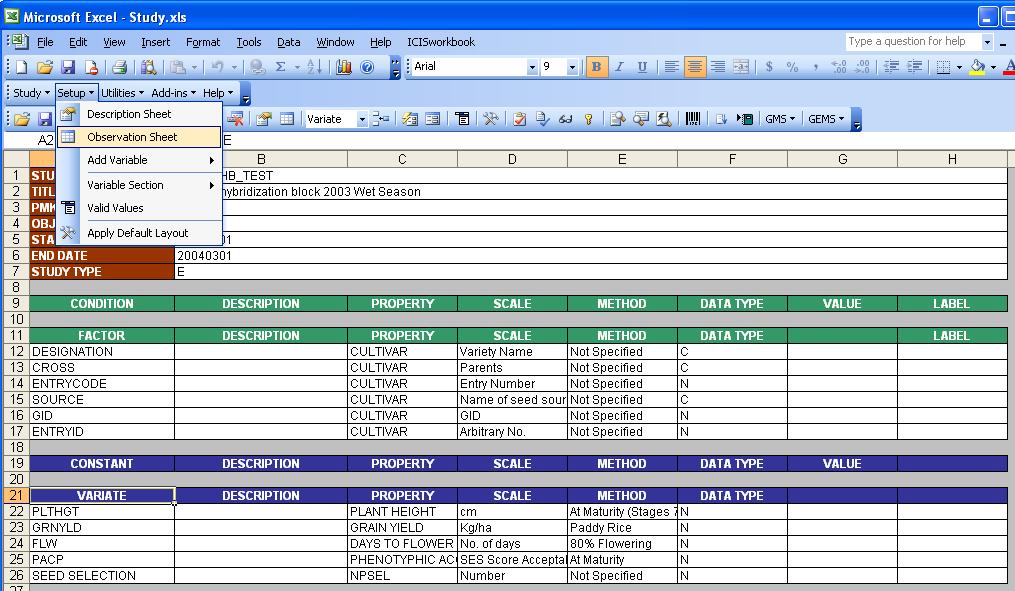 Microsoft Excel - Study.xls
File Edit View Insert Format Tools Data Window Help ICISworkbook Type a question for help
Arial 9 B I U $ %
Study Setup Utilities Add-ins Help
Variate GMS GEMS
Description Sheet
Observation Sheet
Add Variable
Variable Section
Valid Values
Apply Default Layout
A2 E
B C D E F G H
1 STU HB_TEST
2 TITL hybridization block 2003 Wet Season
3 PMK
4 OBJ
5 STA 01
6 END DATE 20040301
7 STUDY TYPE E
8
9 CONDITION DESCRIPTION PROPERTY SCALE METHOD DATA TYPE VALUE LABEL
10
11 FACTOR DESCRIPTION PROPERTY SCALE METHOD DATA TYPE LABEL
12 DESIGNATION CULTIVAR Variety Name Not Specified C
13 CROSS CULTIVAR Parents Not Specified C
14 ENTRYCODE CULTIVAR Entry Number Not Specified N
15 SOURCE CULTIVAR Name of seed sour Not Specified C
16 GID CULTIVAR GID Not Specified N
17 ENTRYID CULTIVAR Arbitrary No. Not Specified N
18
19 CONSTANT DESCRIPTION PROPERTY SCALE METHOD DATA TYPE VALUE
20
21 VARIATE DESCRIPTION PROPERTY SCALE METHOD DATA TYPE
22 PLTHGT PLANT HEIGHT cm At Maturity (Stages 7 N
23 GRNYLD GRAIN YIELD Kg/ha Paddy Rice N
24 FLW DAYS TO FLOWER No. of days 80% Flowering N
25 PACP PHENOTYPHIC AC SES Score Accepta At Maturity N
26 SEED SELECTION NPSEL Number Not Specified N
27